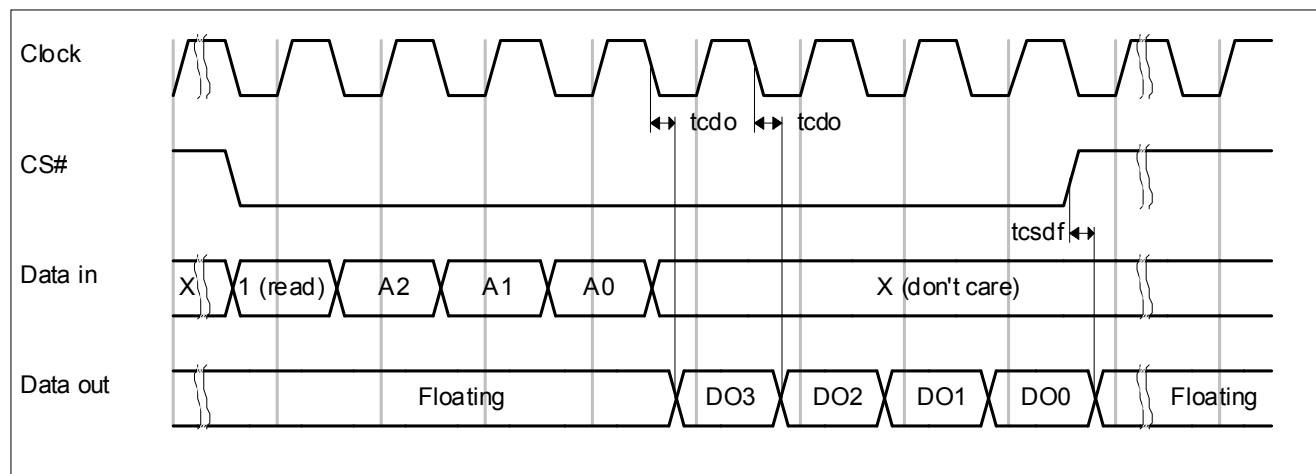 Clock
tcdo tcdo
CS#
tcsdf
Data in X 1 (read) A2 A1 A0 X (don't care)
Data out Floating DO3 DO2 DO1 DO0 Floating